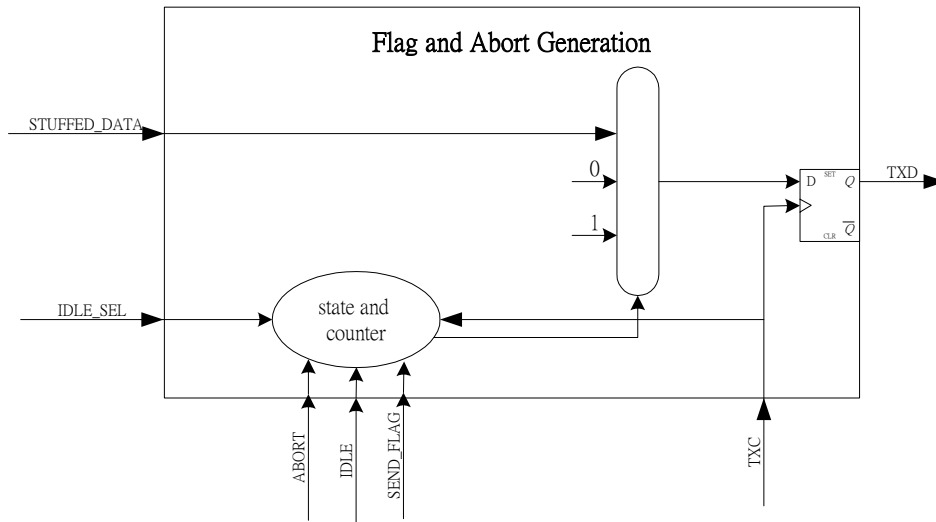 Flag and Abort Generation
STUFFED_DATA
0
1
D
SET
Q
CLR
Q
TXD
IDLE_SEL
state and
counter
ABORT
IDLE
SEND_FLAG
TXC